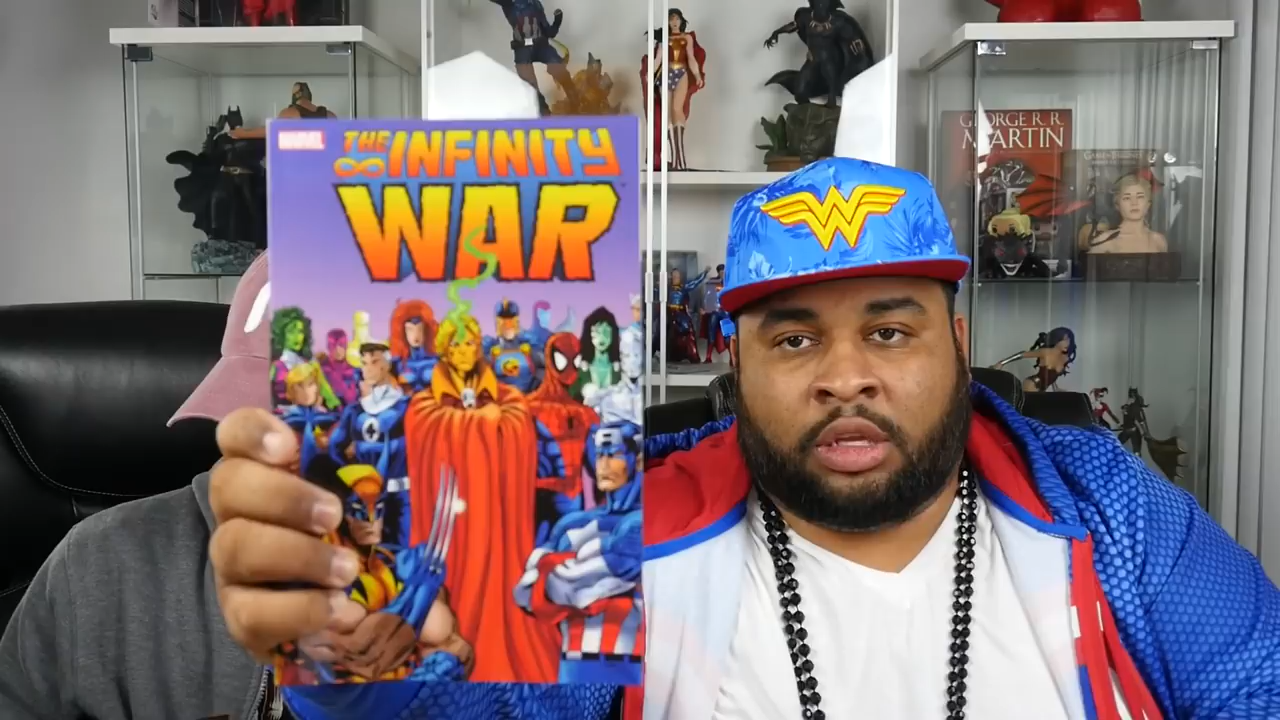 MARVEL
THE
INFINITY
WAR
GEORGE R. R.
MARTIN
W